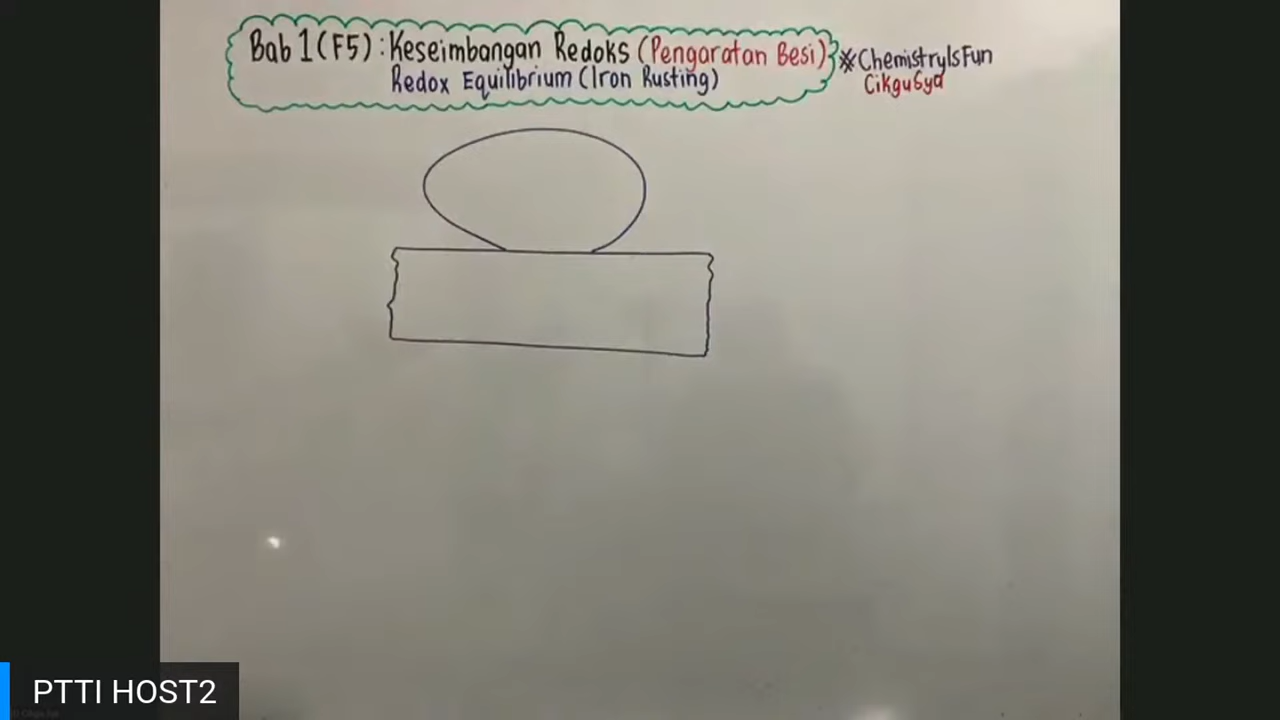 Bab 1 (F5) : Keseimbangan Redoks (Pengaratan Besi)
Redox Equilibrium (Iron Rusting)
※ChemistryIsFun
CikguSya
PTTI HOST2